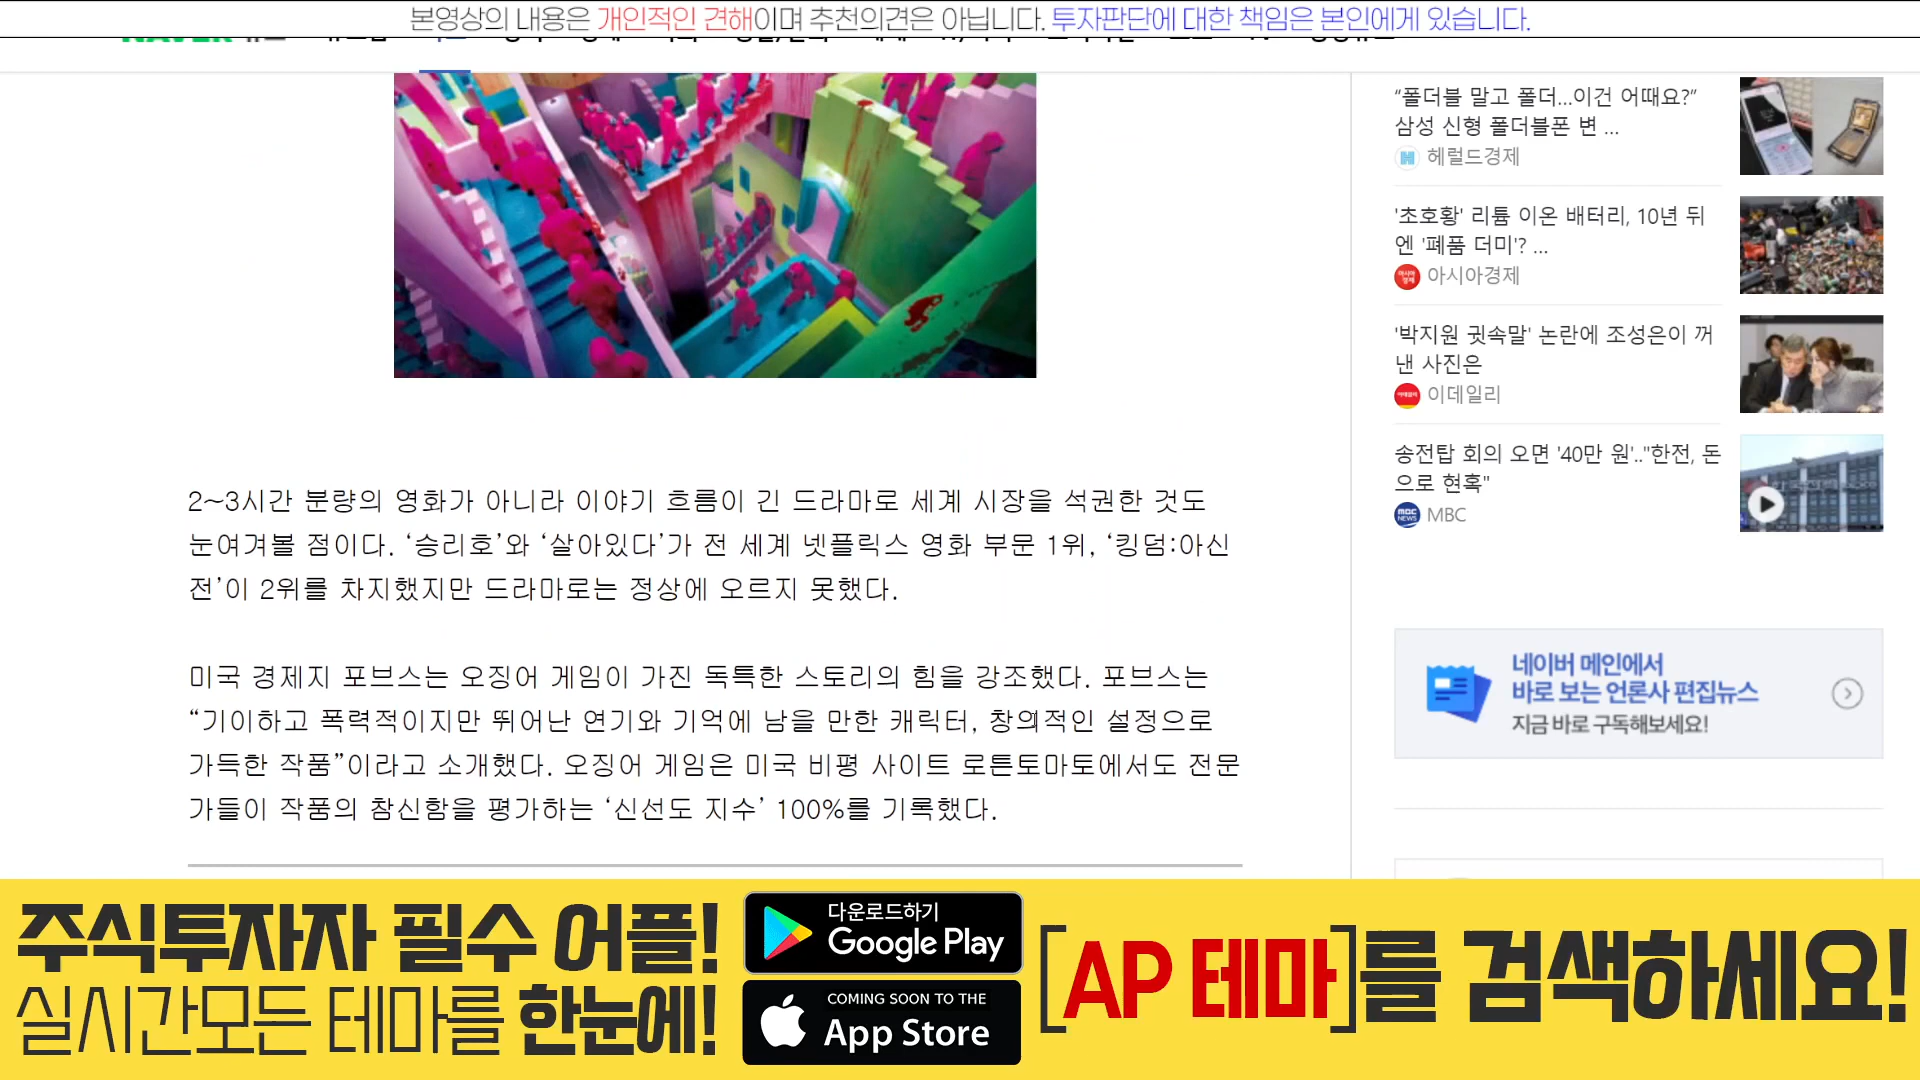 본영상의 내용은 개인적인 견해이며 추천의견은 아닙니다. 투자판단에 대한 책임은 본인에게 있습니다.
2~3시간 분량의 영화가 아니라 이야기 흐름이 긴 드라마로 세계 시장을 석권한 것도
눈여겨볼 점이다. ‘승리호’와 ‘살아있다’가 전 세계 넷플릭스 영화 부문 1위, ‘킹덤:아신
전’이 2위를 차지했지만 드라마로는 정상에 오르지 못했다.
미국 경제지 포브스는 오징어 게임이 가진 독특한 스토리의 힘을 강조했다. 포브스는
“기이하고 폭력적이지만 뛰어난 연기와 기억에 남을 만한 캐릭터, 창의적인 설정으로
가득한 작품”이라고 소개했다. 오징어 게임은 미국 비평 사이트 로튼토마토에서도 전문
가들이 작품의 참신함을 평가하는 ‘신선도 지수’ 100%를 기록했다.
“폴더블 말고 폴더...이건 어때요?”
삼성 신형 폴더블폰 변 ...
헤럴드경제
'초호황' 리튬 이온 배터리, 10년 뒤
엔 '폐품 더미'? ...
아시아경제
'박지원 귓속말' 논란에 조성은이 꺼
낸 사진은
이데일리
송전탑 회의 오면 '40만 원'.."한전, 돈
으로 현혹"
MBC
네이버 메인에서
바로 보는 언론사 편집뉴스
지금 바로 구독해보세요!
주식투자자 필수 어플!
실시간모든 테마를 한눈에!
다운로드하기
Google Play
COMING SOON TO THE
App Store
[AP 테마]를 검색하세요!